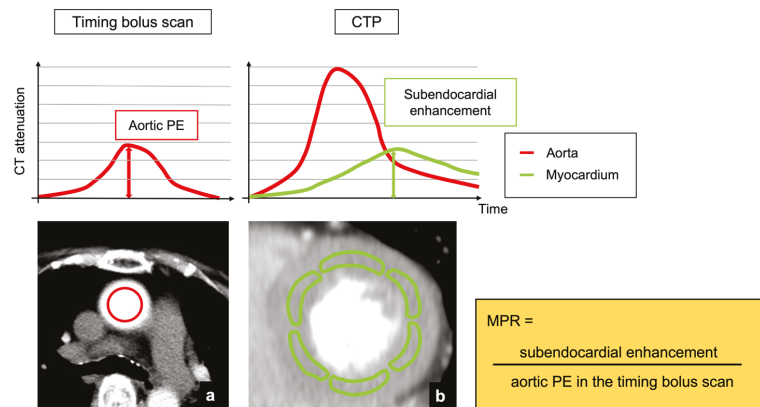 Timing bolus scan
CTP
CT attenuation
Aortic PE
Subendocardial
enhancement
Aorta
Myocardium
Time
a
b
MPR =
subendocardial enhancement
aortic PE in the timing bolus scan